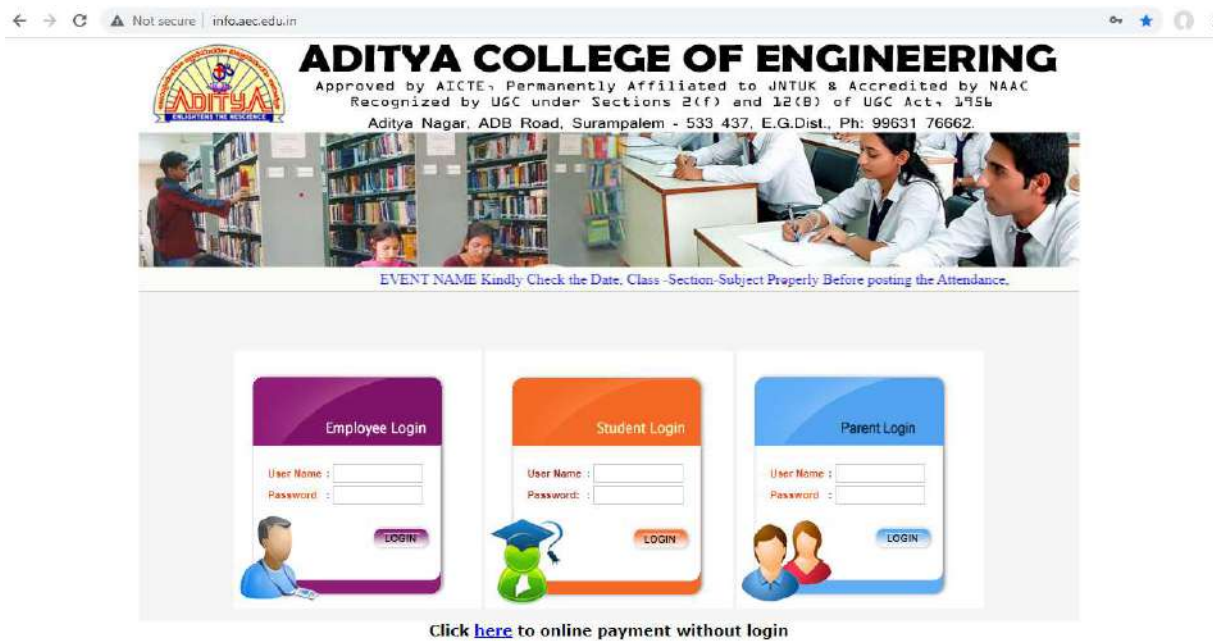 Not secure | info.aec.edu.in
ADITYA COLLEGE OF ENGINEERING
Approved by AICTE, Permanently Affiliated to JNTUK & Accredited by NAAC
Recognized by UGC under Sections 2(f) and 12(B) of UGC Act, 1956
Aditya Nagar, ADB Road, Surampalem - 533 437, E.G.Dist., Ph: 99631 76662.
ADITYA
ENLIGHTENS THE NESCIENCE
EVENT NAME Kindly Check the Date, Class -Section-Subject Properly Before posting the Attendance,
Employee Login
User Name :
Password :
LOGIN
Student Login
User Name :
Password: :
LOGIN
Parent Login
User Name :
Password :
LOGIN
Click here to online payment without login